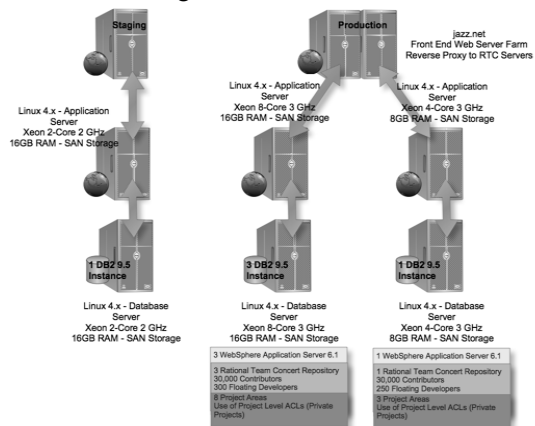 Staging
Production
jazz.net
Front End Web Server Farm
Reverse Proxy to RTC Servers
Linux 4.x - Application
Server
Xeon 2-Core 2 GHz
16GB RAM - SAN Storage
Linux 4.x - Application
Server
Xeon 8-Core 3 GHz
16GB RAM - SAN Storage
Linux 4.x - Application
Server
Xeon 4-Core 3 GHz
8GB RAM - SAN Storage
1 DB2 9.5
Instance
3 DB2 9.5
Instance
1 DB2 9.5
Instance
Linux 4.x - Database
Server
Xeon 2-Core 2 GHz
16GB RAM - SAN Storage
Linux 4.x - Database
Server
Xeon 8-Core 3 GHz
16GB RAM - SAN Storage
Linux 4.x - Database
Server
Xeon 4-Core 3 GHz
8GB RAM - SAN Storage
3 WebSphere Application Server 6.1
3 Rational Team Concert Repository
30,000 Contributors
300 Floating Developers
8 Project Areas
Use of Project Level ACLs (Private
Projects)
1 WebSphere Application Server 6.1
1 Rational Team Concert Repository
30,000 Contributors
250 Floating Developers
3 Project Areas
Use of Project Level ACLs (Private
Projects)